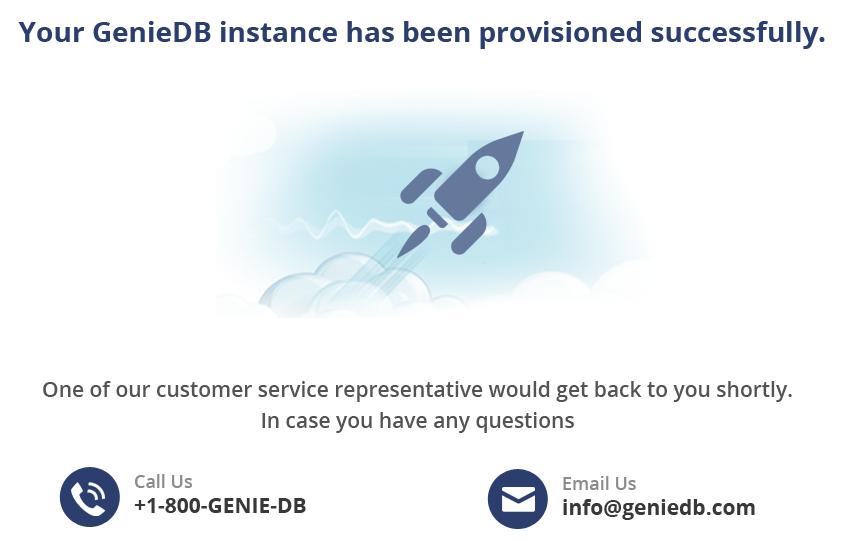 Your GenieDB instance has been provisioned successfully.
One of our customer service representative would get back to you shortly.
In case you have any questions
Call Us
+1-800-GENIE-DB
Email Us
info@geniedb.com